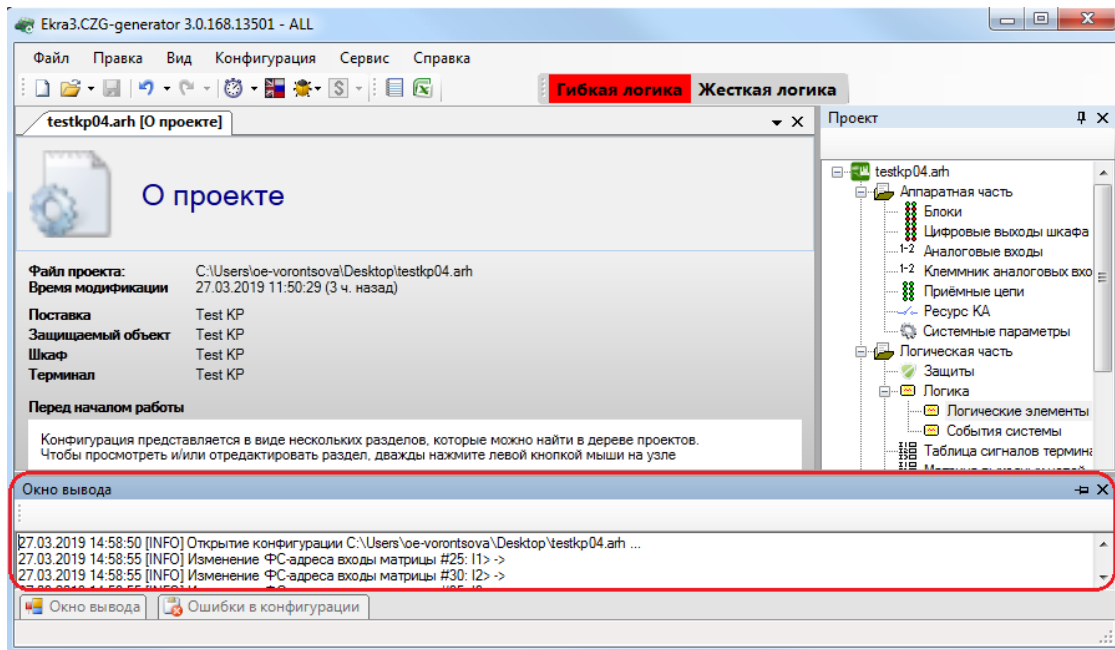 Ekra3.CZG-generator 3.0.168.13501 - ALL
Файл Правка Вид Конфигурация Сервис Справка
Гибкая логика Жесткая логика
testkp04.arh [О проекте]
О проекте
Файл проекта: C:\Users\oe-vorontsova\Desktop\testkp04.arh
Время модификации 27.03.2019 11:50:29 (3 ч. назад)
Поставка Test KP
Защищаемый объект Test KP
Шкаф Test KP
Терминал Test KP
Перед началом работы
Конфигурация представляется в виде нескольких разделов, которые можно найти в дереве проектов.
Чтобы просмотреть и/или отредактировать раздел, дважды нажмите левой кнопкой мыши на узле
Проект
testkp04.arh
Аппаратная часть
Блоки
Цифровые выходы шкафа
1-2 Аналоговые входы
1-2 Клеммник аналоговых вхо
Приёмные цепи
Ресурс КА
Системные параметры
Логическая часть
Защиты
Логика
Логические элементы
События системы
Таблица сигналов термина
Окно вывода
27.03.2019 14:58:50 [INFO] Открытие конфигурации C:\Users\oe-vorontsova\Desktop\testkp04.arh ...
27.03.2019 14:58:55 [INFO] Изменение ФС-адреса входы матрицы #25: I1> ->
27.03.2019 14:58:55 [INFO] Изменение ФС-адреса входы матрицы #30: I2> ->
Окно вывода Ошибки в конфигурации